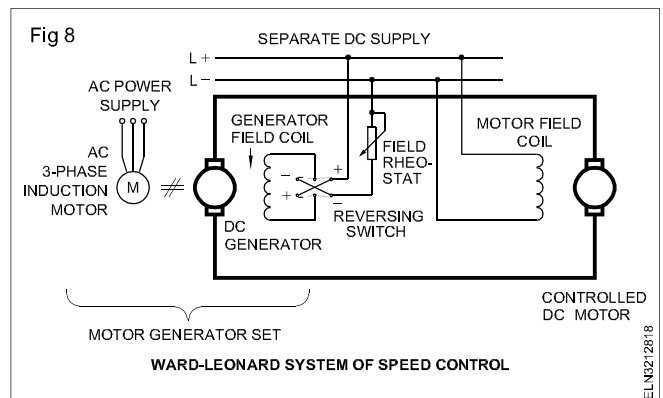 Fig 8
SEPARATE DC SUPPLY
L +
L −
AC POWER
SUPPLY
AC
3-PHASE
INDUCTION
MOTOR
M
GENERATOR
FIELD COIL
−
+
+
−
FIELD
RHEO-
STAT
MOTOR FIELD
COIL
DC
GENERATOR
REVERSING
SWITCH
MOTOR GENERATOR SET
CONTROLLED
DC MOTOR
WARD-LEONARD SYSTEM OF SPEED CONTROL
ELN3212818